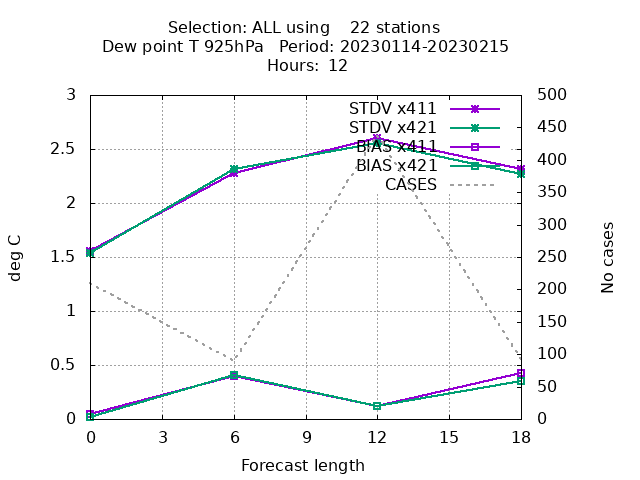 Selection: ALL using 22 stations
Dew point T 925hPa Period: 20230114-20230215
Hours: 12
3
2.5
2
1.5
1
0.5
0
500
450
400
350
300
250
200
150
100
50
0
STDV x411
STDV x421
BIAS x411
BIAS x421
CASES
deg C
No cases
0 3 6 9 12 15 18
Forecast length